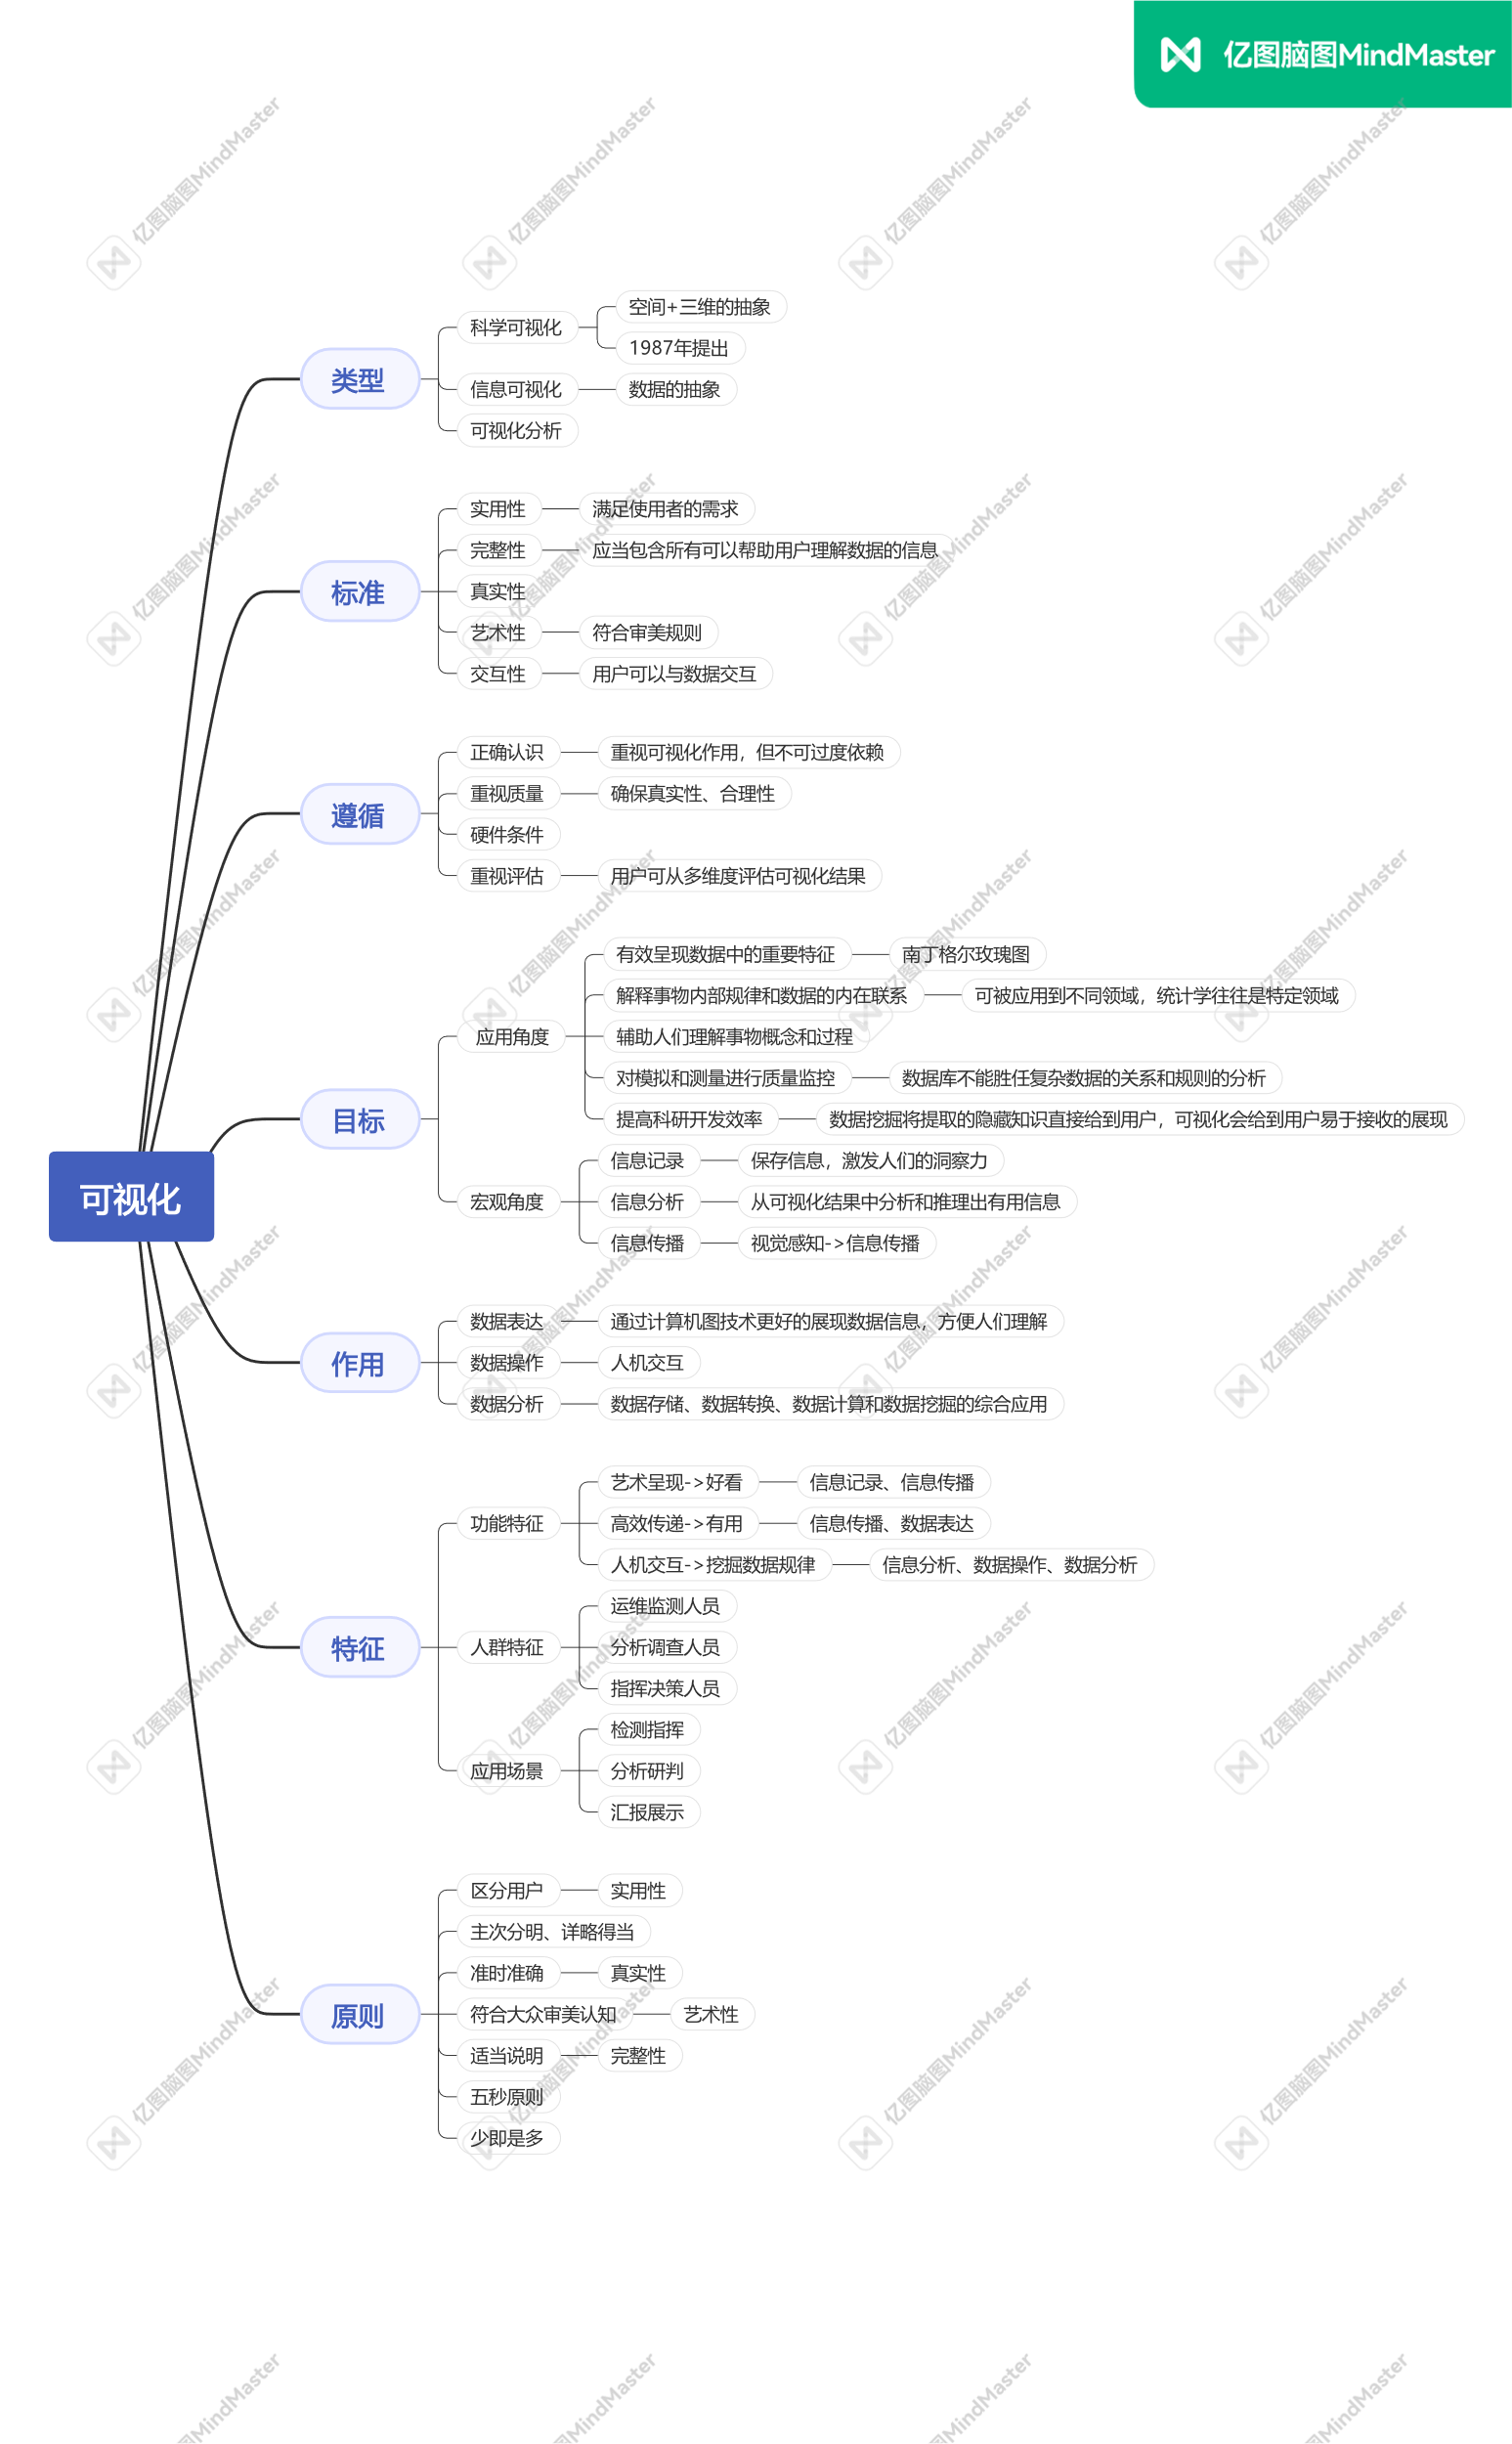 亿图脑图MindMaster
可视化
类型
科学可视化
空间+三维的抽象
1987年提出
信息可视化
数据的抽象
可视化分析
标准
实用性
满足使用者的需求
完整性
应当包含所有可以帮助用户理解数据的信息
真实性
艺术性
符合审美规则
交互性
用户可以与数据交互
遵循
正确认识
重视可视化作用，但不可过度依赖
重视质量
确保真实性、合理性
硬件条件
重视评估
用户可从多维度评估可视化结果
目标
应用角度
有效呈现数据中的重要特征
南丁格尔玫瑰图
解释事物内部规律和数据的内在联系
可被应用到不同领域，统计学往往是特定领域
辅助人们理解事物概念和过程
对模拟和测量进行质量监控
数据库不能胜任复杂数据的关系和规则的分析
提高科研开发效率
数据挖掘将提取的隐藏知识直接给到用户，可视化会给到用户易于接收的展现
宏观角度
信息记录
保存信息，激发人们的洞察力
信息分析
从可视化结果中分析和推理出有用信息
信息传播
视觉感知->信息传播
作用
数据表达
通过计算机图技术更好的展现数据信息，方便人们理解
数据操作
人机交互
数据分析
数据存储、数据转换、数据计算和数据挖掘的综合应用
特征
功能特征
艺术呈现->好看
信息记录、信息传播
高效传递->有用
信息传播、数据表达
人机交互->挖掘数据规律
信息分析、数据操作、数据分析
人群特征
运维监测人员
分析调查人员
指挥决策人员
应用场景
检测指挥
分析研判
汇报展示
原则
区分用户
实用性
主次分明、详略得当
准时准确
真实性
符合大众审美认知
艺术性
适当说明
完整性
五秒原则
少即是多